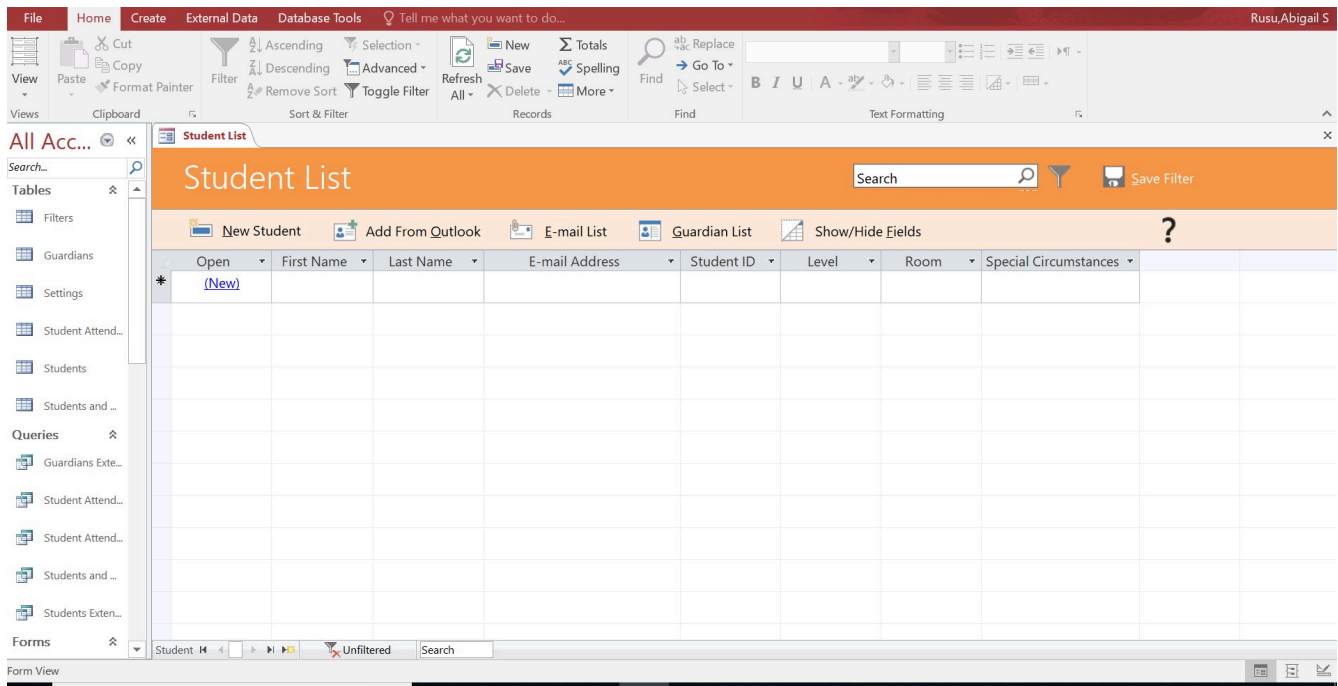 File Home Create External Data Database Tools Tell me what you want to do... Rusu,Abigail S
View
Views
Paste
Cut
Copy
Format Painter
Clipboard
Filter
Ascending
Descending
Remove Sort
Selection
Advanced
Toggle Filter
Sort & Filter
Refresh
All
New
Save
Delete
Totals
Spelling
More
Records
Find
Replace
Go To
Select
Find
B I U A
Text Formatting
All Acc... «
Search...
Tables
Filters
Guardians
Settings
Student Attend...
Students
Students and ...
Queries
Guardians Exte...
Student Attend...
Student Attend...
Students and ...
Students Exten...
Forms
Student List
Student List
Search
Save Filter
New Student Add From Outlook E-mail List Guardian List Show/Hide Fields ?
Open First Name Last Name E-mail Address Student ID Level Room Special Circumstances
(New)
Student Unfiltered Search
Form View